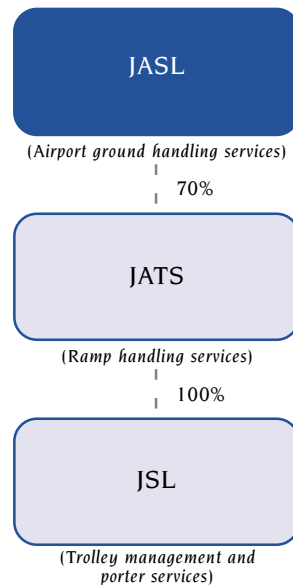 JASL
(Airport ground handling services)
70%
JATS
(Ramp handling services)
100%
JSL
(Trolley management and
porter services)